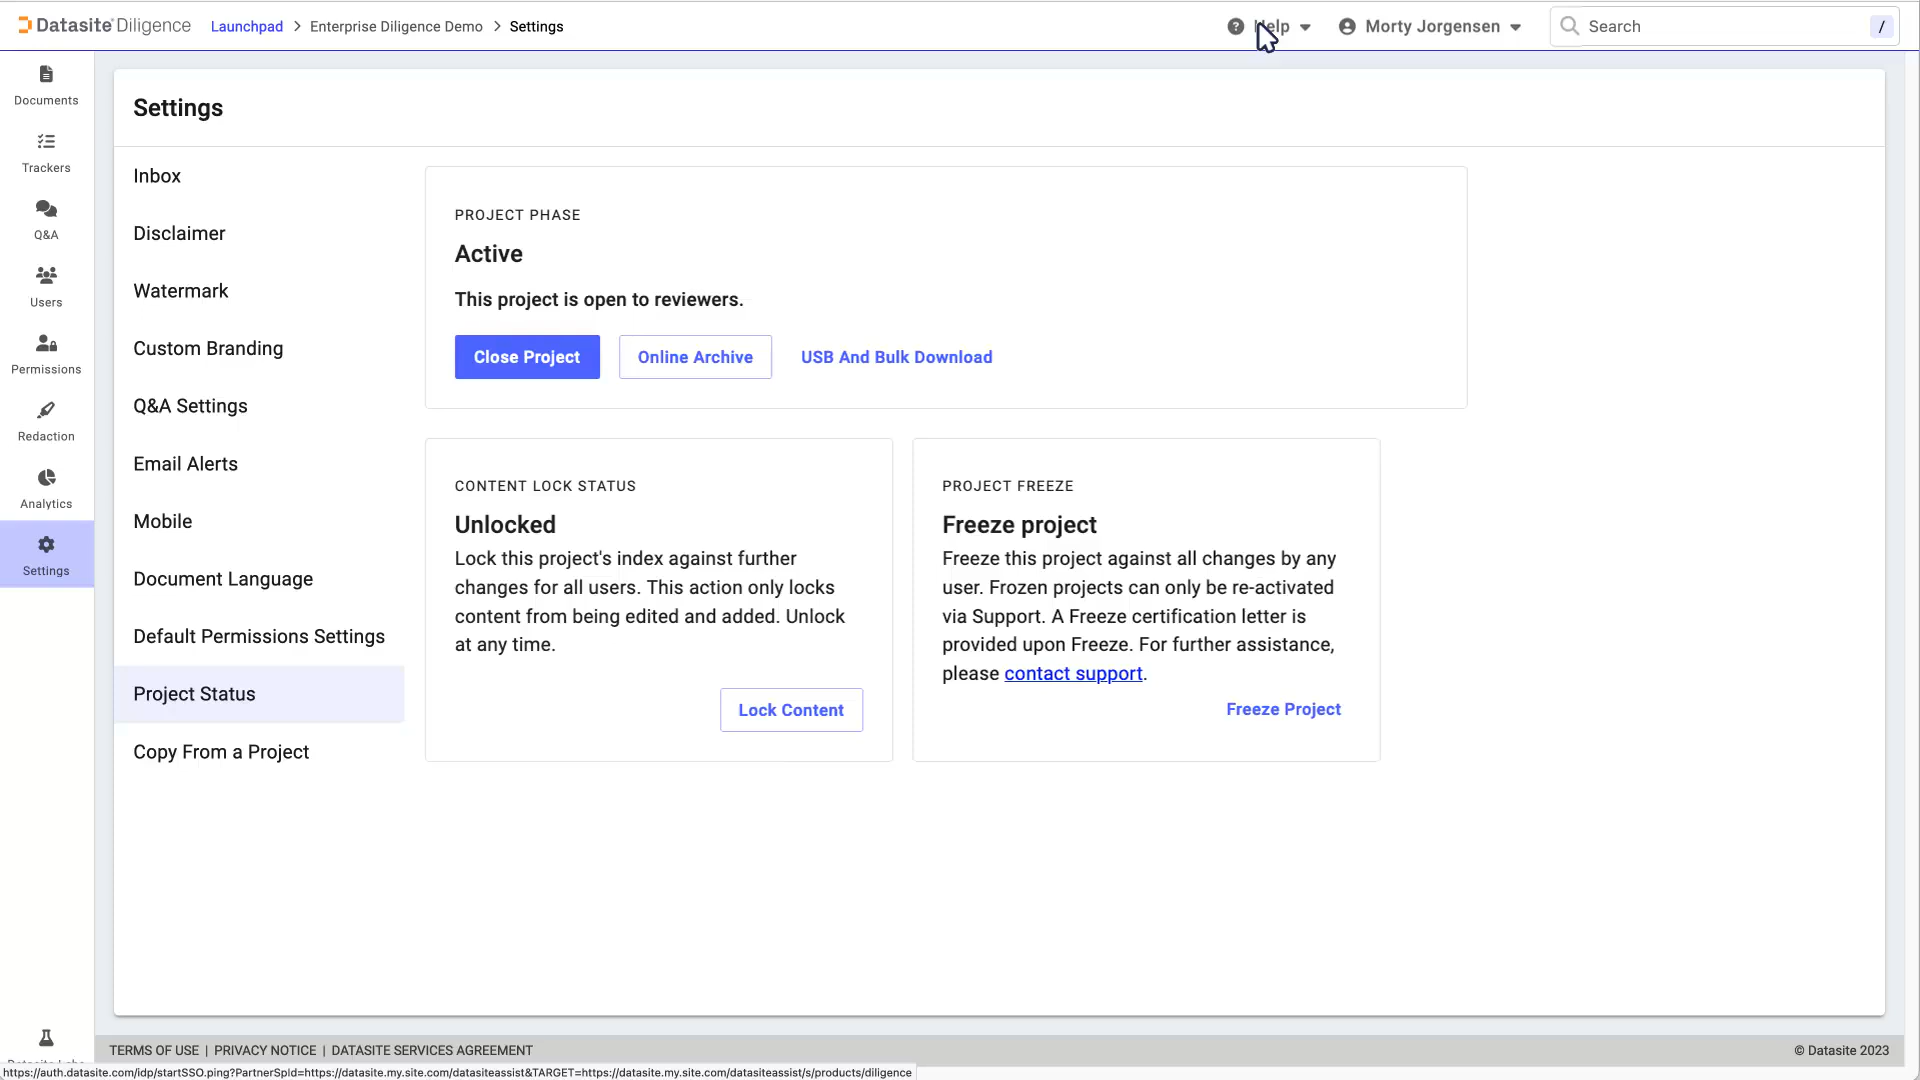 Datasite Diligence Launchpad > Enterprise Diligence Demo > Settings Help Morty Jorgensen Search /
Documents
Trackers
Q&A
Users
Permissions
Redaction
Analytics
Settings
Settings
Inbox
Disclaimer
Watermark
Custom Branding
Q&A Settings
Email Alerts
Mobile
Document Language
Default Permissions Settings
Project Status
Copy From a Project
PROJECT PHASE
Active
This project is open to reviewers.
Close Project Online Archive USB And Bulk Download
CONTENT LOCK STATUS
Unlocked
Lock this project's index against further
changes for all users. This action only locks
content from being edited and added. Unlock
at any time.
Lock Content
PROJECT FREEZE
Freeze project
Freeze this project against all changes by any
user. Frozen projects can only be re-activated
via Support. A Freeze certification letter is
provided upon Freeze. For further assistance,
please contact support.
Freeze Project
TERMS OF USE | PRIVACY NOTICE | DATASITE SERVICES AGREEMENT © Datasite 2023
https://auth.datasite.com/idp/startSSO.ping?PartnerSpId=https://datasite.my.site.com/datasiteassist&TARGET=https://datasite.my.site.com/datasiteassist/s/products/diligence